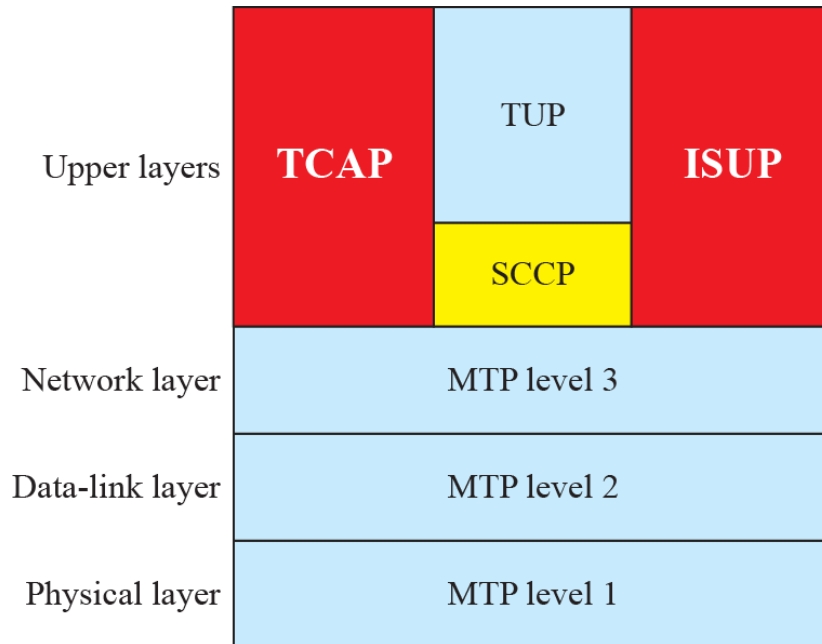 TUP
Upper layers
TCAP
ISUP
SCCP
Network layer
MTP level 3
Data-link layer
MTP level 2
Physical layer
MTP level 1